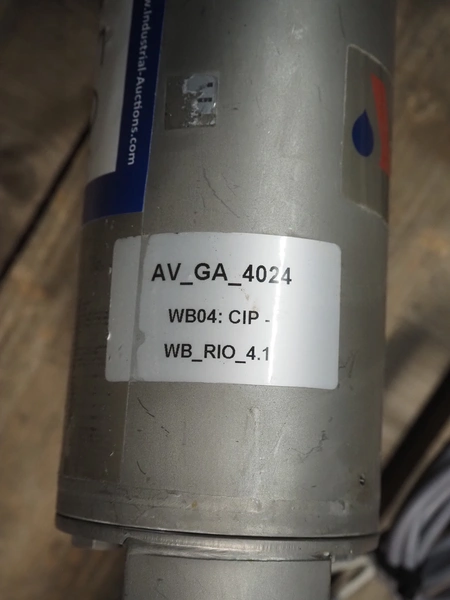 www.Industrial-Auctions.com
AV_GA_4024
WB04: CIP -
WB_RIO_4.1